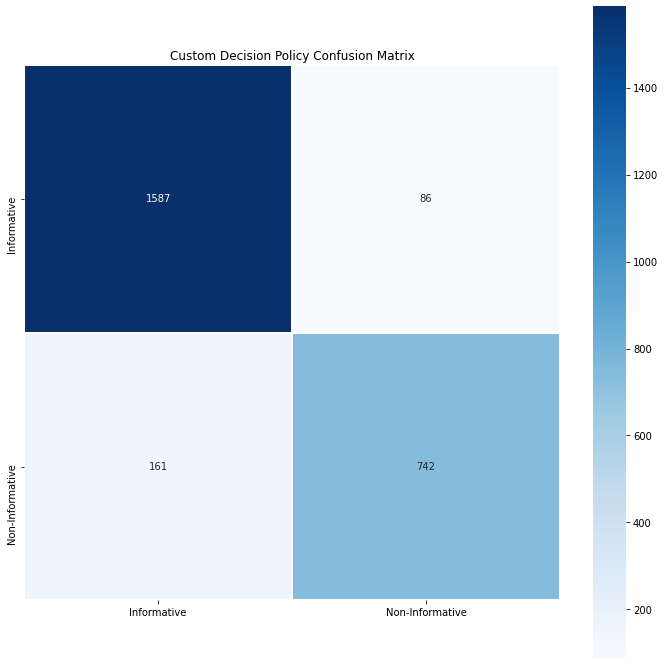 Custom Decision Policy Confusion Matrix
Informative
1587
86
Non-Informative
161
742
Informative
Non-Informative
1400
1200
1000
800
600
400
200